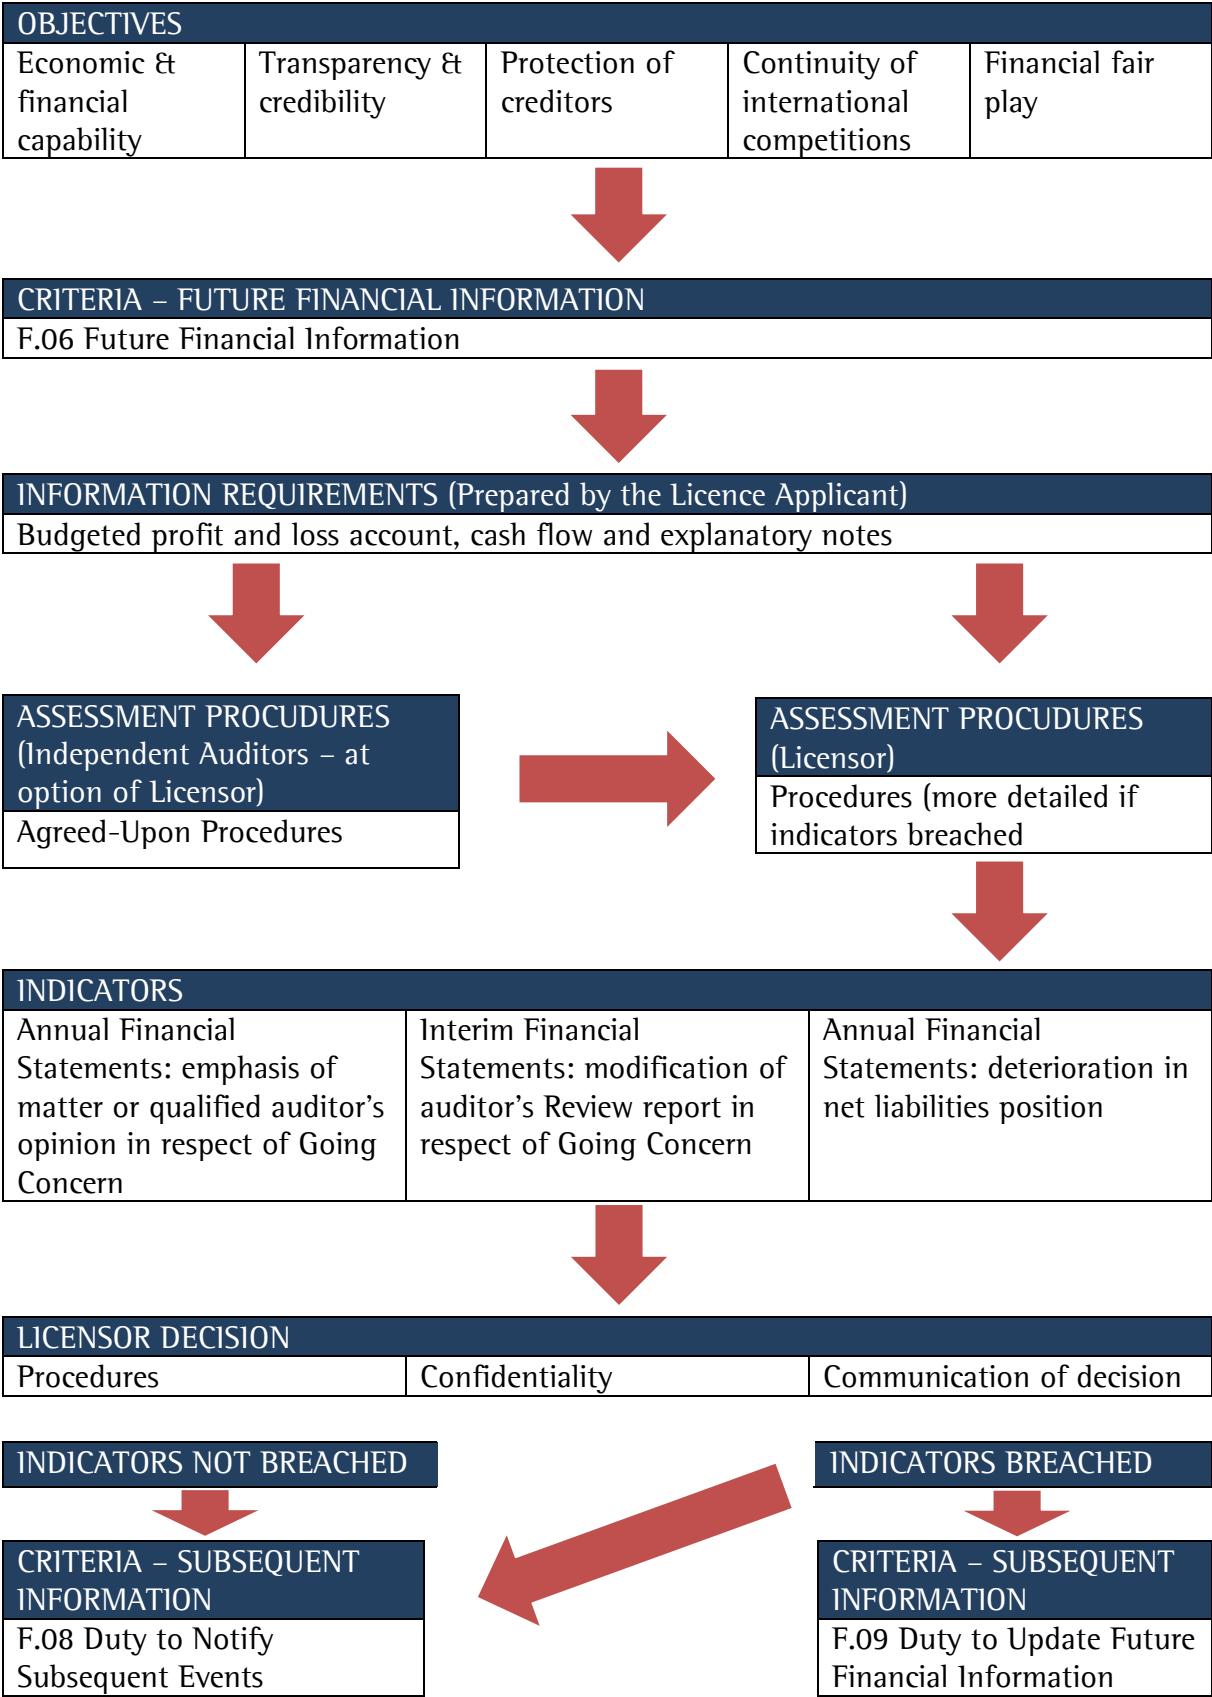 OBJECTIVES
Economic &
financial
capability
Transparency &
credibility
Protection of
creditors
Continuity of
international
competitions
Financial fair
play
CRITERIA – FUTURE FINANCIAL INFORMATION
F.06 Future Financial Information
INFORMATION REQUIREMENTS (Prepared by the Licence Applicant)
Budgeted profit and loss account, cash flow and explanatory notes
ASSESSMENT PROCUDURES
(Independent Auditors – at
option of Licensor)
Agreed-Upon Procedures
ASSESSMENT PROCUDURES
(Licensor)
Procedures (more detailed if
indicators breached
INDICATORS
Annual Financial
Statements: emphasis of
matter or qualified auditor's
opinion in respect of Going
Concern
Interim Financial
Statements: modification of
auditor's Review report in
respect of Going Concern
Annual Financial
Statements: deterioration in
net liabilities position
LICENSOR DECISION
Procedures
Confidentiality
Communication of decision
INDICATORS NOT BREACHED
INDICATORS BREACHED
CRITERIA – SUBSEQUENT
INFORMATION
F.08 Duty to Notify
Subsequent Events
CRITERIA – SUBSEQUENT
INFORMATION
F.09 Duty to Update Future
Financial Information